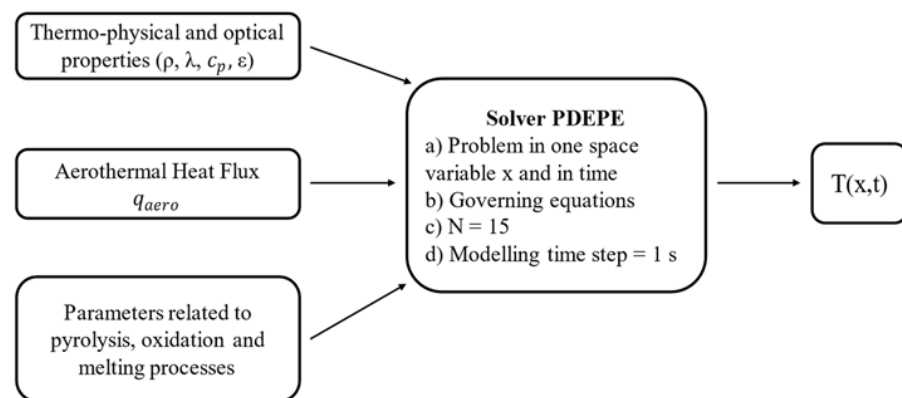 Thermo-physical and optical
properties (ρ, λ, c_p, ε)
Aerothermal Heat Flux
q_aero
Parameters related to
pyrolysis, oxidation and
melting processes
Solver PDEPE
a) Problem in one space
variable x and in time
b) Governing equations
c) N = 15
d) Modelling time step = 1 s
T(x,t)